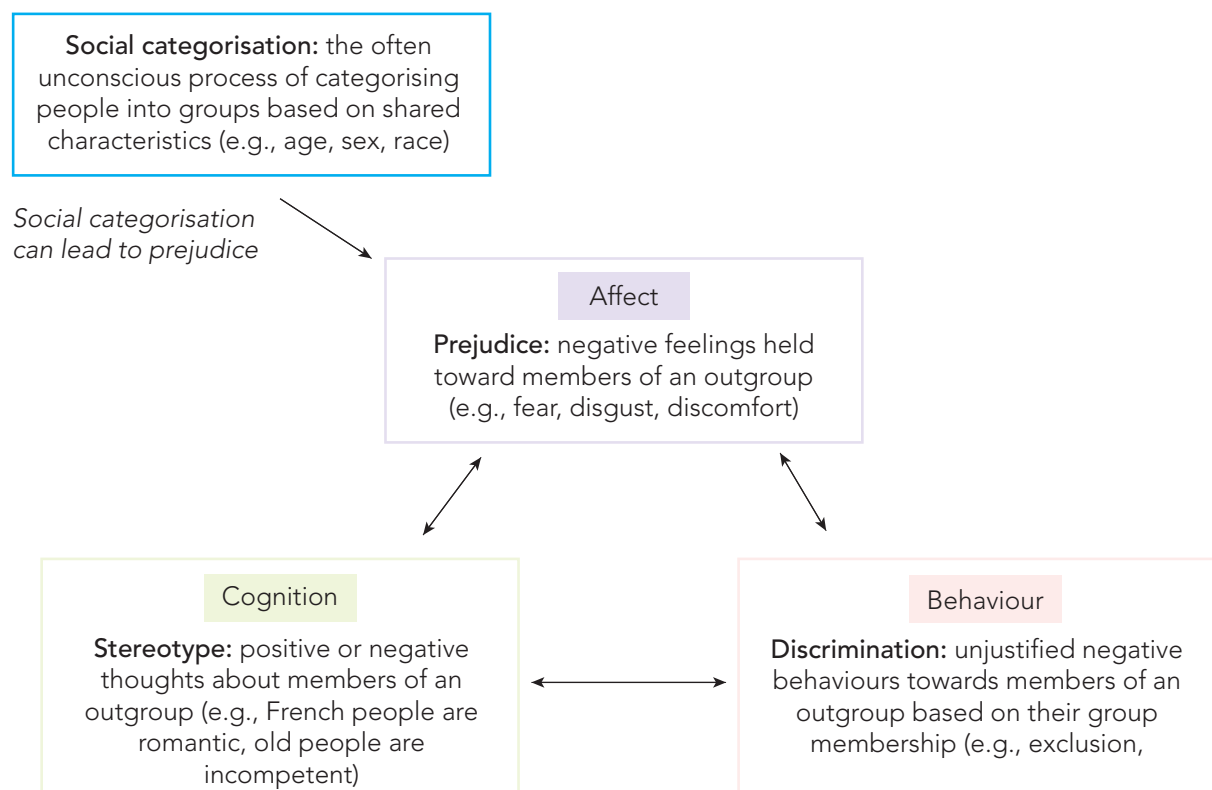 Social categorisation: the often
unconscious process of categorising
people into groups based on shared
characteristics (e.g., age, sex, race)
Social categorisation
can lead to prejudice
Affect
Prejudice: negative feelings held
toward members of an outgroup
(e.g., fear, disgust, discomfort)
Cognition
Stereotype: positive or negative
thoughts about members of an
outgroup (e.g., French people are
romantic, old people are
incompetent)
Behaviour
Discrimination: unjustified negative
behaviours towards members of an
outgroup based on their group
membership (e.g., exclusion,